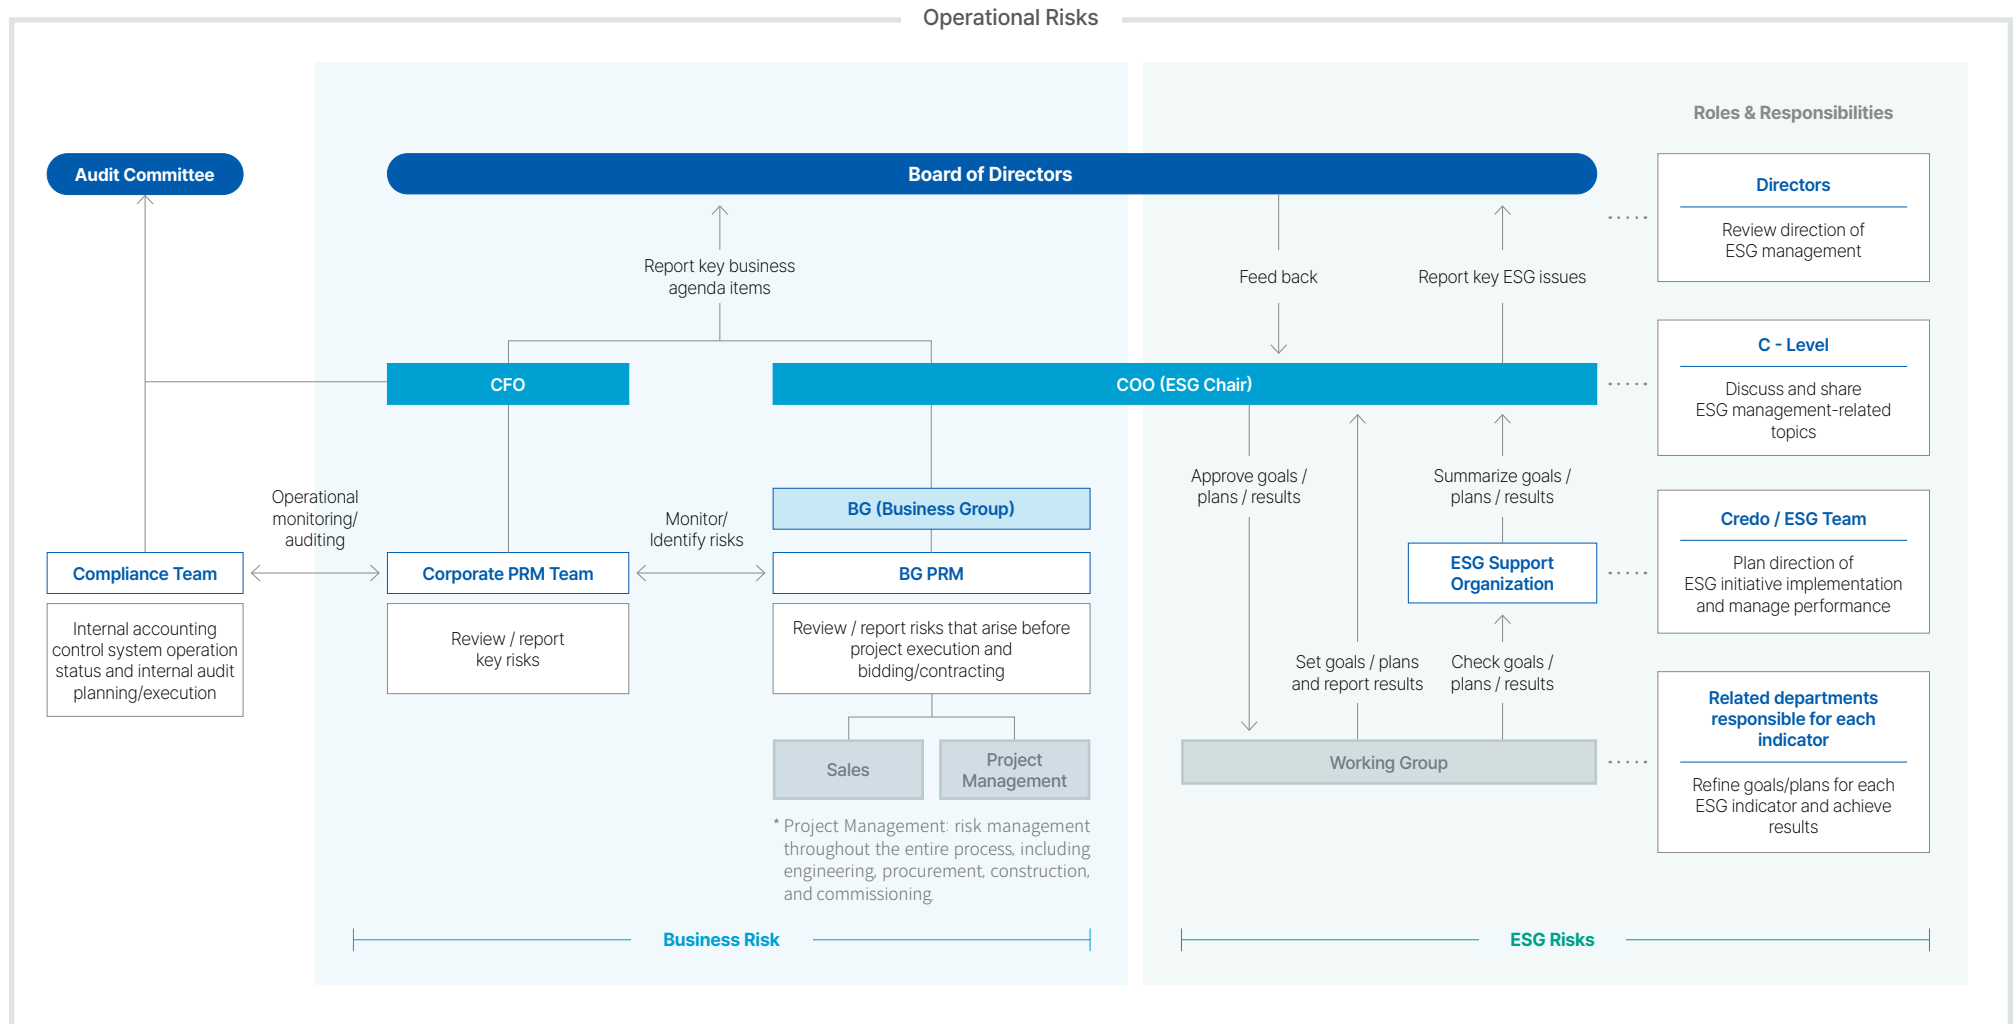 Operational Risks
Roles & Responsibilities
Audit Committee
Board of Directors
Directors
Review direction of
ESG management
Report key business
agenda items
Feed back
Report key ESG issues
CFO
COO (ESG Chair)
C - Level
Discuss and share
ESG management-related
topics
Approve goals /
plans / results
Summarize goals /
plans / results
Operational
monitoring/
auditing
Monitor/
Identify risks
BG (Business Group)
Compliance Team
Corporate PRM Team
BG PRM
ESG Support
Organization
Credo / ESG Team
Plan direction of
ESG initiative implementation
and manage performance
Internal accounting
control system operation
status and internal audit
planning/execution
Review / report
key risks
Review / report risks that arise before
project execution and
bidding/contracting
Set goals / plans
and report results
Check goals /
plans / results
Related departments
responsible for each
indicator
Refine goals/plans for each
ESG indicator and achieve
results
Sales
Project
Management
Working Group
* Project Management: risk management
throughout the entire process, including
engineering, procurement, construction,
and commissioning.
Business Risk
ESG Risks